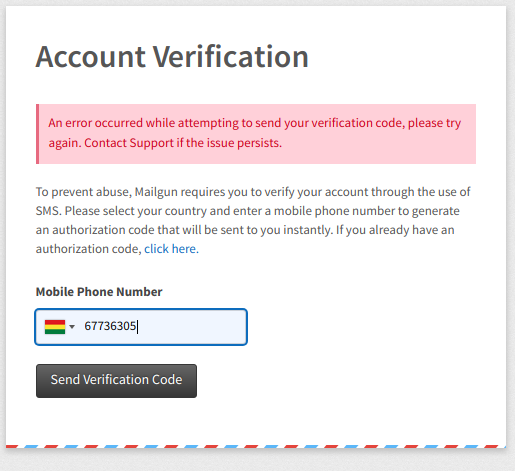 Account Verification
An error occurred while attempting to send your verification code, please try
again. Contact Support if the issue persists.
To prevent abuse, Mailgun requires you to verify your account through the use of
SMS. Please select your country and enter a mobile phone number to generate
an authorization code that will be sent to you instantly. If you already have an
authorization code, click here.
Mobile Phone Number
67736305
Send Verification Code